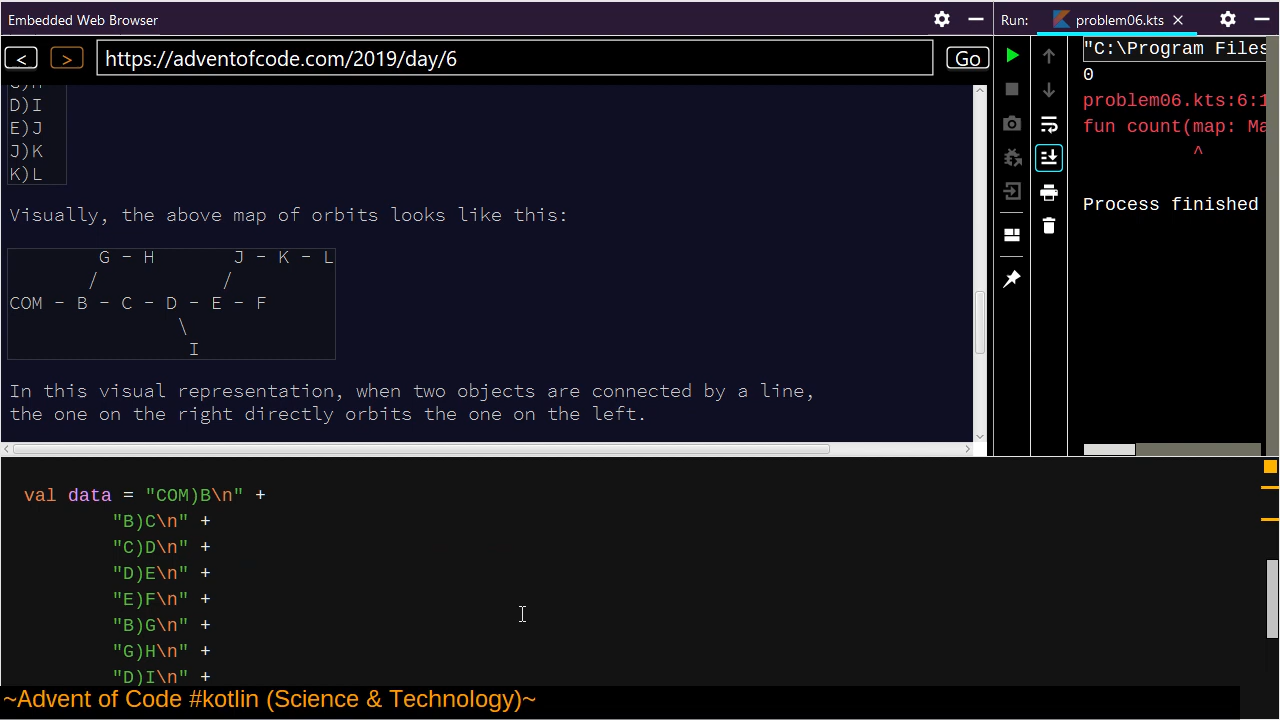 Embedded Web Browser
Run: problem06.kts
< > https://adventofcode.com/2019/day/6 Go
D)I
E)J
J)K
K)L
Visually, the above map of orbits looks like this:
G - H J - K - L
/ /
COM - B - C - D - E - F
\
I
In this visual representation, when two objects are connected by a line,
the one on the right directly orbits the one on the left.
"C:\Program Files
0
problem06.kts:6:1
fun count(map: Ma
^
Process finished
val data = "COM)B\n" +
"B)C\n" +
"C)D\n" +
"D)E\n" +
"E)F\n" +
"B)G\n" +
"G)H\n" +
"D)I\n" +
~Advent of Code #kotlin (Science & Technology)~